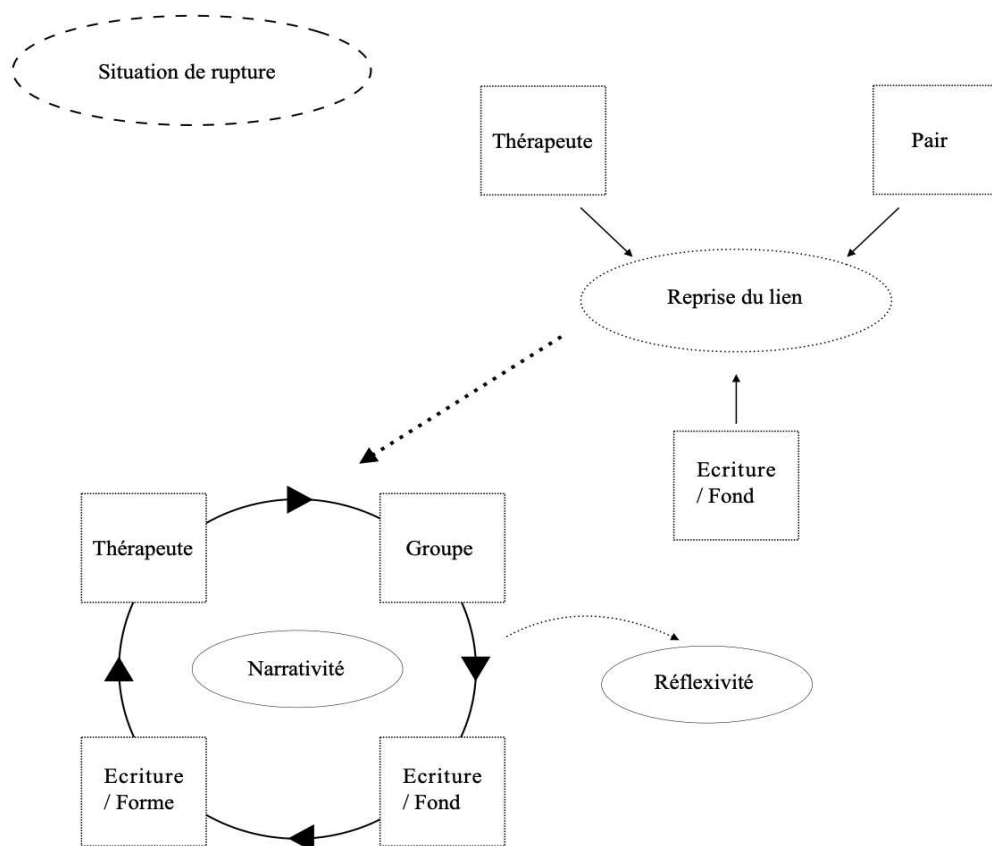 Situation de rupture
Thérapeute
Pair
Reprise du lien
Ecriture
/ Fond
Thérapeute
Groupe
Narrativité
Réflexivité
Ecriture
/ Forme
Ecriture
/ Fond